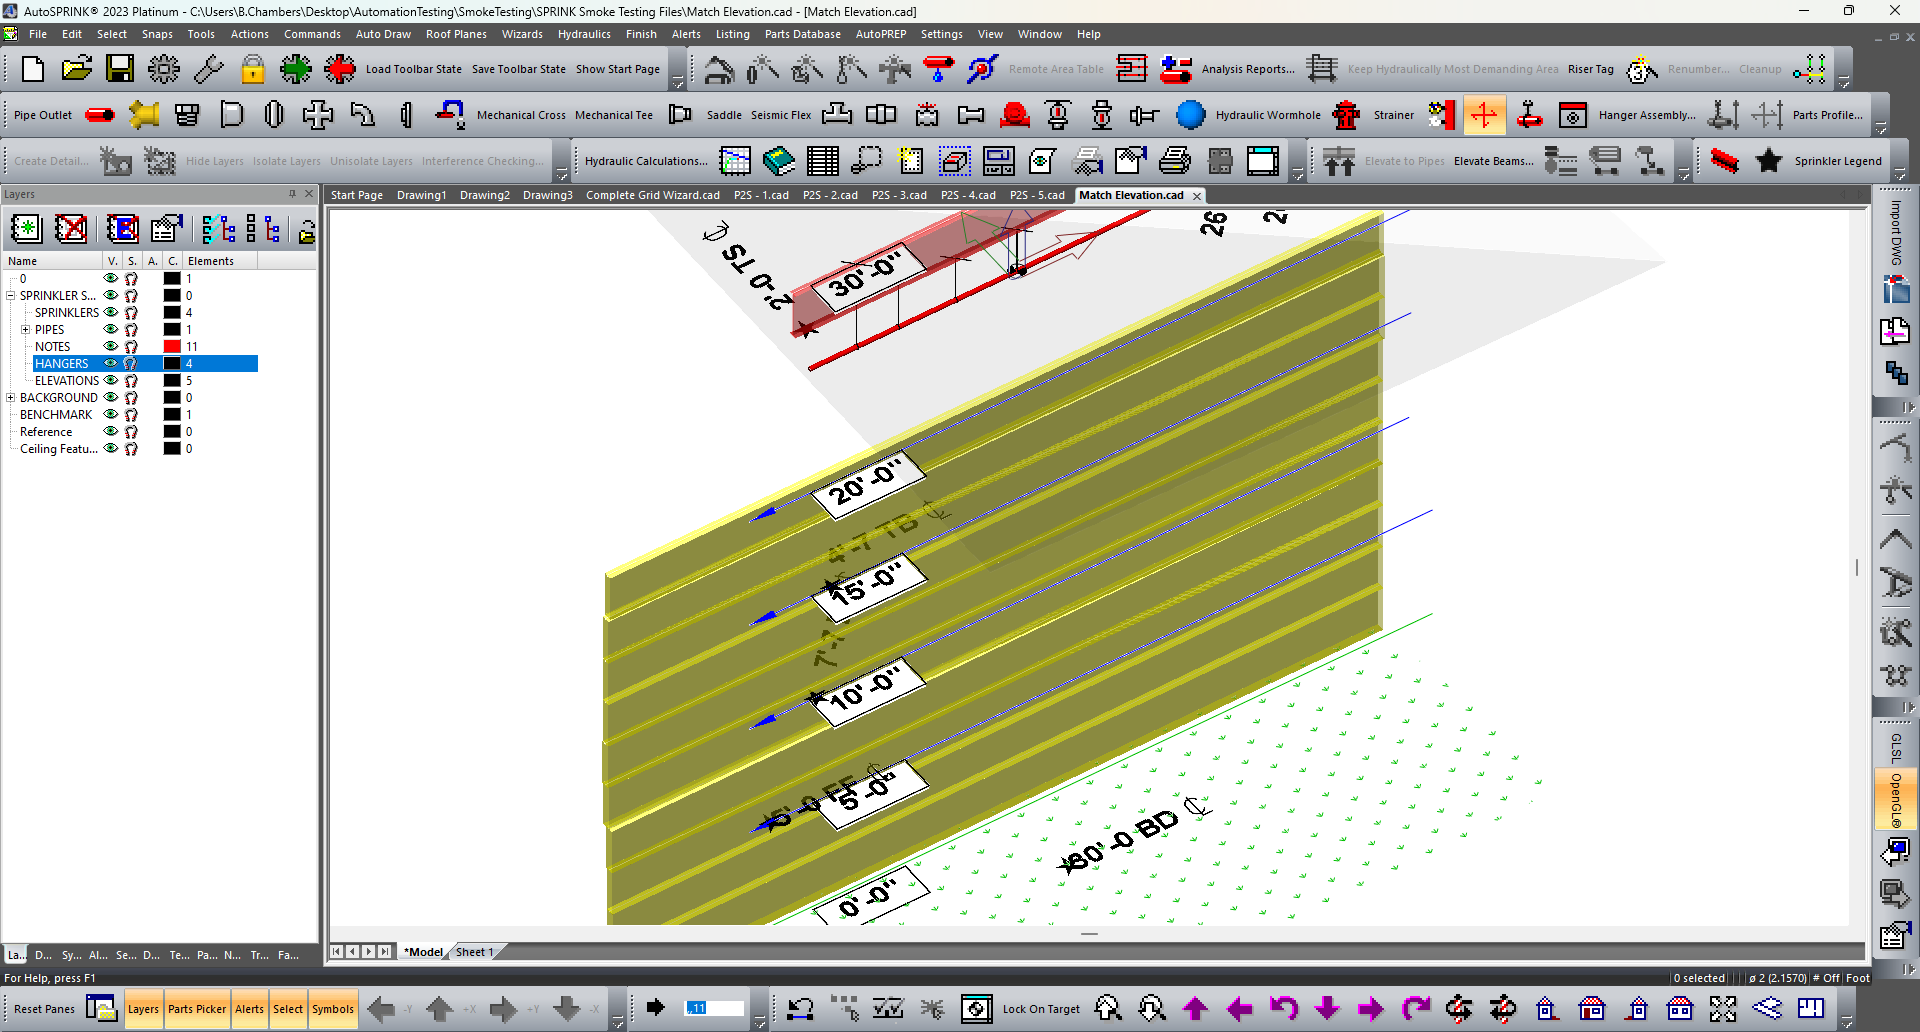 AutoSPRINK® 2023 Platinum - C:\Users\B.Chambers\Desktop\AutomationTesting\SmokeTesting\SPRINK Smoke Testing Files\Match Elevation.cad - [Match Elevation.cad]
File Edit Select Snaps Tools Actions Commands Auto Draw Roof Planes Wizards Hydraulics Finish Alerts Listing Parts Database AutoPREP Settings View Window Help
Load Toolbar State Save Toolbar State Show Start Page Remote Area Table Analysis Reports... Keep Hydraulically Most Demanding Area Riser Tag Renumber... Cleanup
Pipe Outlet Mechanical Cross Mechanical Tee Saddle Seismic Flex Hydraulic Wormhole Strainer Hanger Assembly... Parts Profile...
Create Detail... Hide Layers Isolate Layers Unisolate Layers Interference Checking... Hydraulic Calculations... Elevate to Pipes Elevate Beams... Sprinkler Legend
Layers
Start Page Drawing1 Drawing2 Drawing3 Complete Grid Wizard.cad P2S - 1.cad P2S - 2.cad P2S - 3.cad P2S - 4.cad P2S - 5.cad Match Elevation.cad
Name V. S. A. C. Elements
0 1
SPRINKLER S... 0
SPRINKLERS 4
PIPES 1
NOTES 11
HANGERS 4
ELEVATIONS 5
BACKGROUND 0
BENCHMARK 1
Reference 0
Ceiling Featu... 0
2'-0 TS
26
30'-0"
20'-0"
4'-7 TB
15'-0"
10'-0"
5'-0 FF
5'-0"
0'-0"
Import DWG
GLSL
OpenGL®
La... D... Sy... Al... Se... D... Te... Pa... N... Tr... Fa...
*Model Sheet 1
For Help, press F1
0 selected ø 2 (2.1570) # Off Foot
Reset Panes Layers Parts Picker Alerts Select Symbols -Y +X +Y -X ,,11 Lock On Target